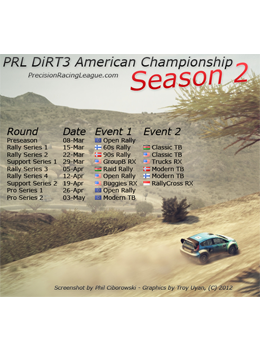 PRL DiRT3 American Championship
PrecisionRacingLeague.com
Season 2
Round Date Event 1 Event 2
Preseason 08-Mar Open Rally
Rally Series 1 15-Mar 60s Rally Classic TB
Rally Series 2 22-Mar 90s Rally Classic TB
Support Series 1 29-Mar GroupB RX Trucks RX
Rally Series 3 05-Apr Raid Rally Modern TB
Rally Series 4 12-Apr Open Rally Modern TB
Support Series 2 19-Apr Buggies RX RallyCross RX
Pro Series 1 26-Apr Open Rally
Pro Series 2 03-May Modern TB
Screenshot by Phil Ciborowski - Graphics by Troy (C) 2012